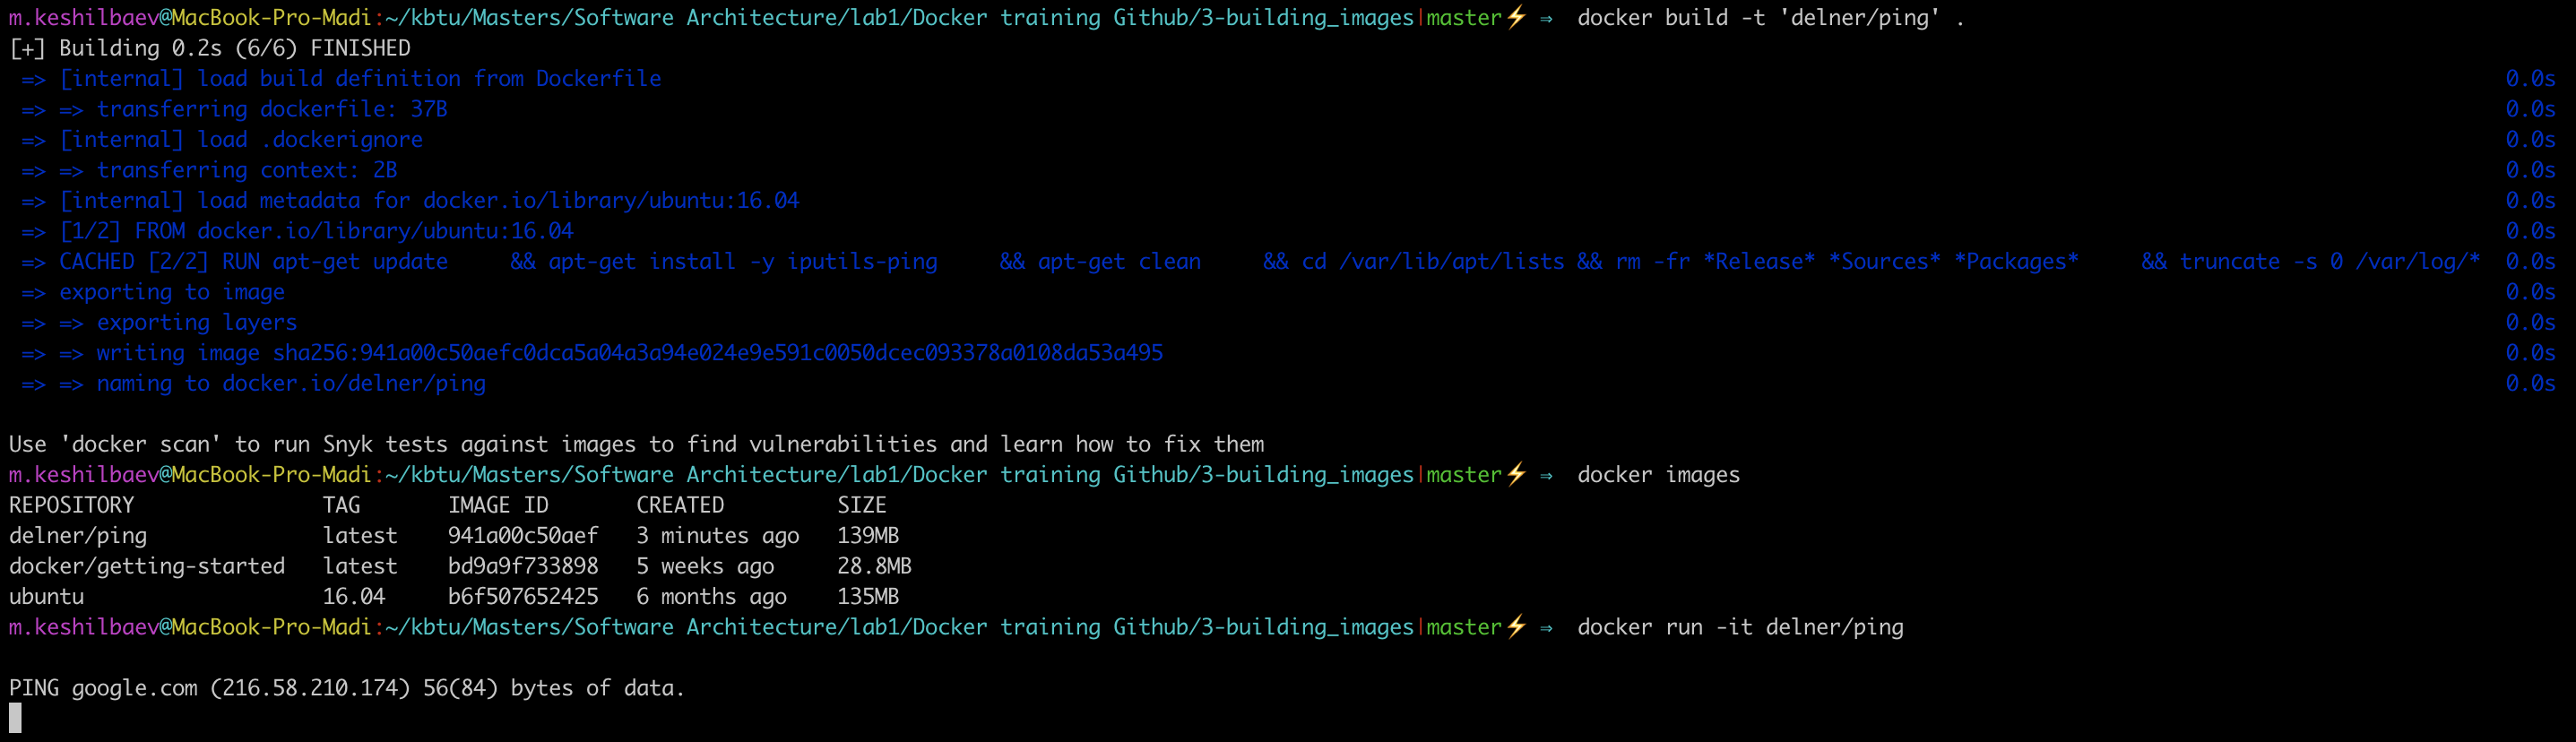 m.keshilbaev@MacBook-Pro-Madi:~/kbtu/Masters/Software Architecture/lab1/Docker training Github/3-building_images|master⚡ ⇒  docker build -t 'delner/ping' .
[+] Building 0.2s (6/6) FINISHED
 => [internal] load build definition from Dockerfile 0.0s
 => => transferring dockerfile: 37B 0.0s
 => [internal] load .dockerignore 0.0s
 => => transferring context: 2B 0.0s
 => [internal] load metadata for docker.io/library/ubuntu:16.04 0.0s
 => [1/2] FROM docker.io/library/ubuntu:16.04 0.0s
 => CACHED [2/2] RUN apt-get update     && apt-get install -y iputils-ping     && apt-get clean     && cd /var/lib/apt/lists && rm -fr *Release* *Sources* *Packages*     && truncate -s 0 /var/log/*  0.0s
 => exporting to image 0.0s
 => => exporting layers 0.0s
 => => writing image sha256:941a00c50aefc0dca5a04a3a94e024e9e591c0050dcec093378a0108da53a495 0.0s
 => => naming to docker.io/delner/ping 0.0s

Use 'docker scan' to run Snyk tests against images to find vulnerabilities and learn how to fix them
m.keshilbaev@MacBook-Pro-Madi:~/kbtu/Masters/Software Architecture/lab1/Docker training Github/3-building_images|master⚡ ⇒  docker images
REPOSITORY               TAG       IMAGE ID       CREATED         SIZE
delner/ping              latest    941a00c50aef   3 minutes ago   139MB
docker/getting-started   latest    bd9a9f733898   5 weeks ago     28.8MB
ubuntu                   16.04     b6f507652425   6 months ago    135MB
m.keshilbaev@MacBook-Pro-Madi:~/kbtu/Masters/Software Architecture/lab1/Docker training Github/3-building_images|master⚡ ⇒  docker run -it delner/ping

PING google.com (216.58.210.174) 56(84) bytes of data.